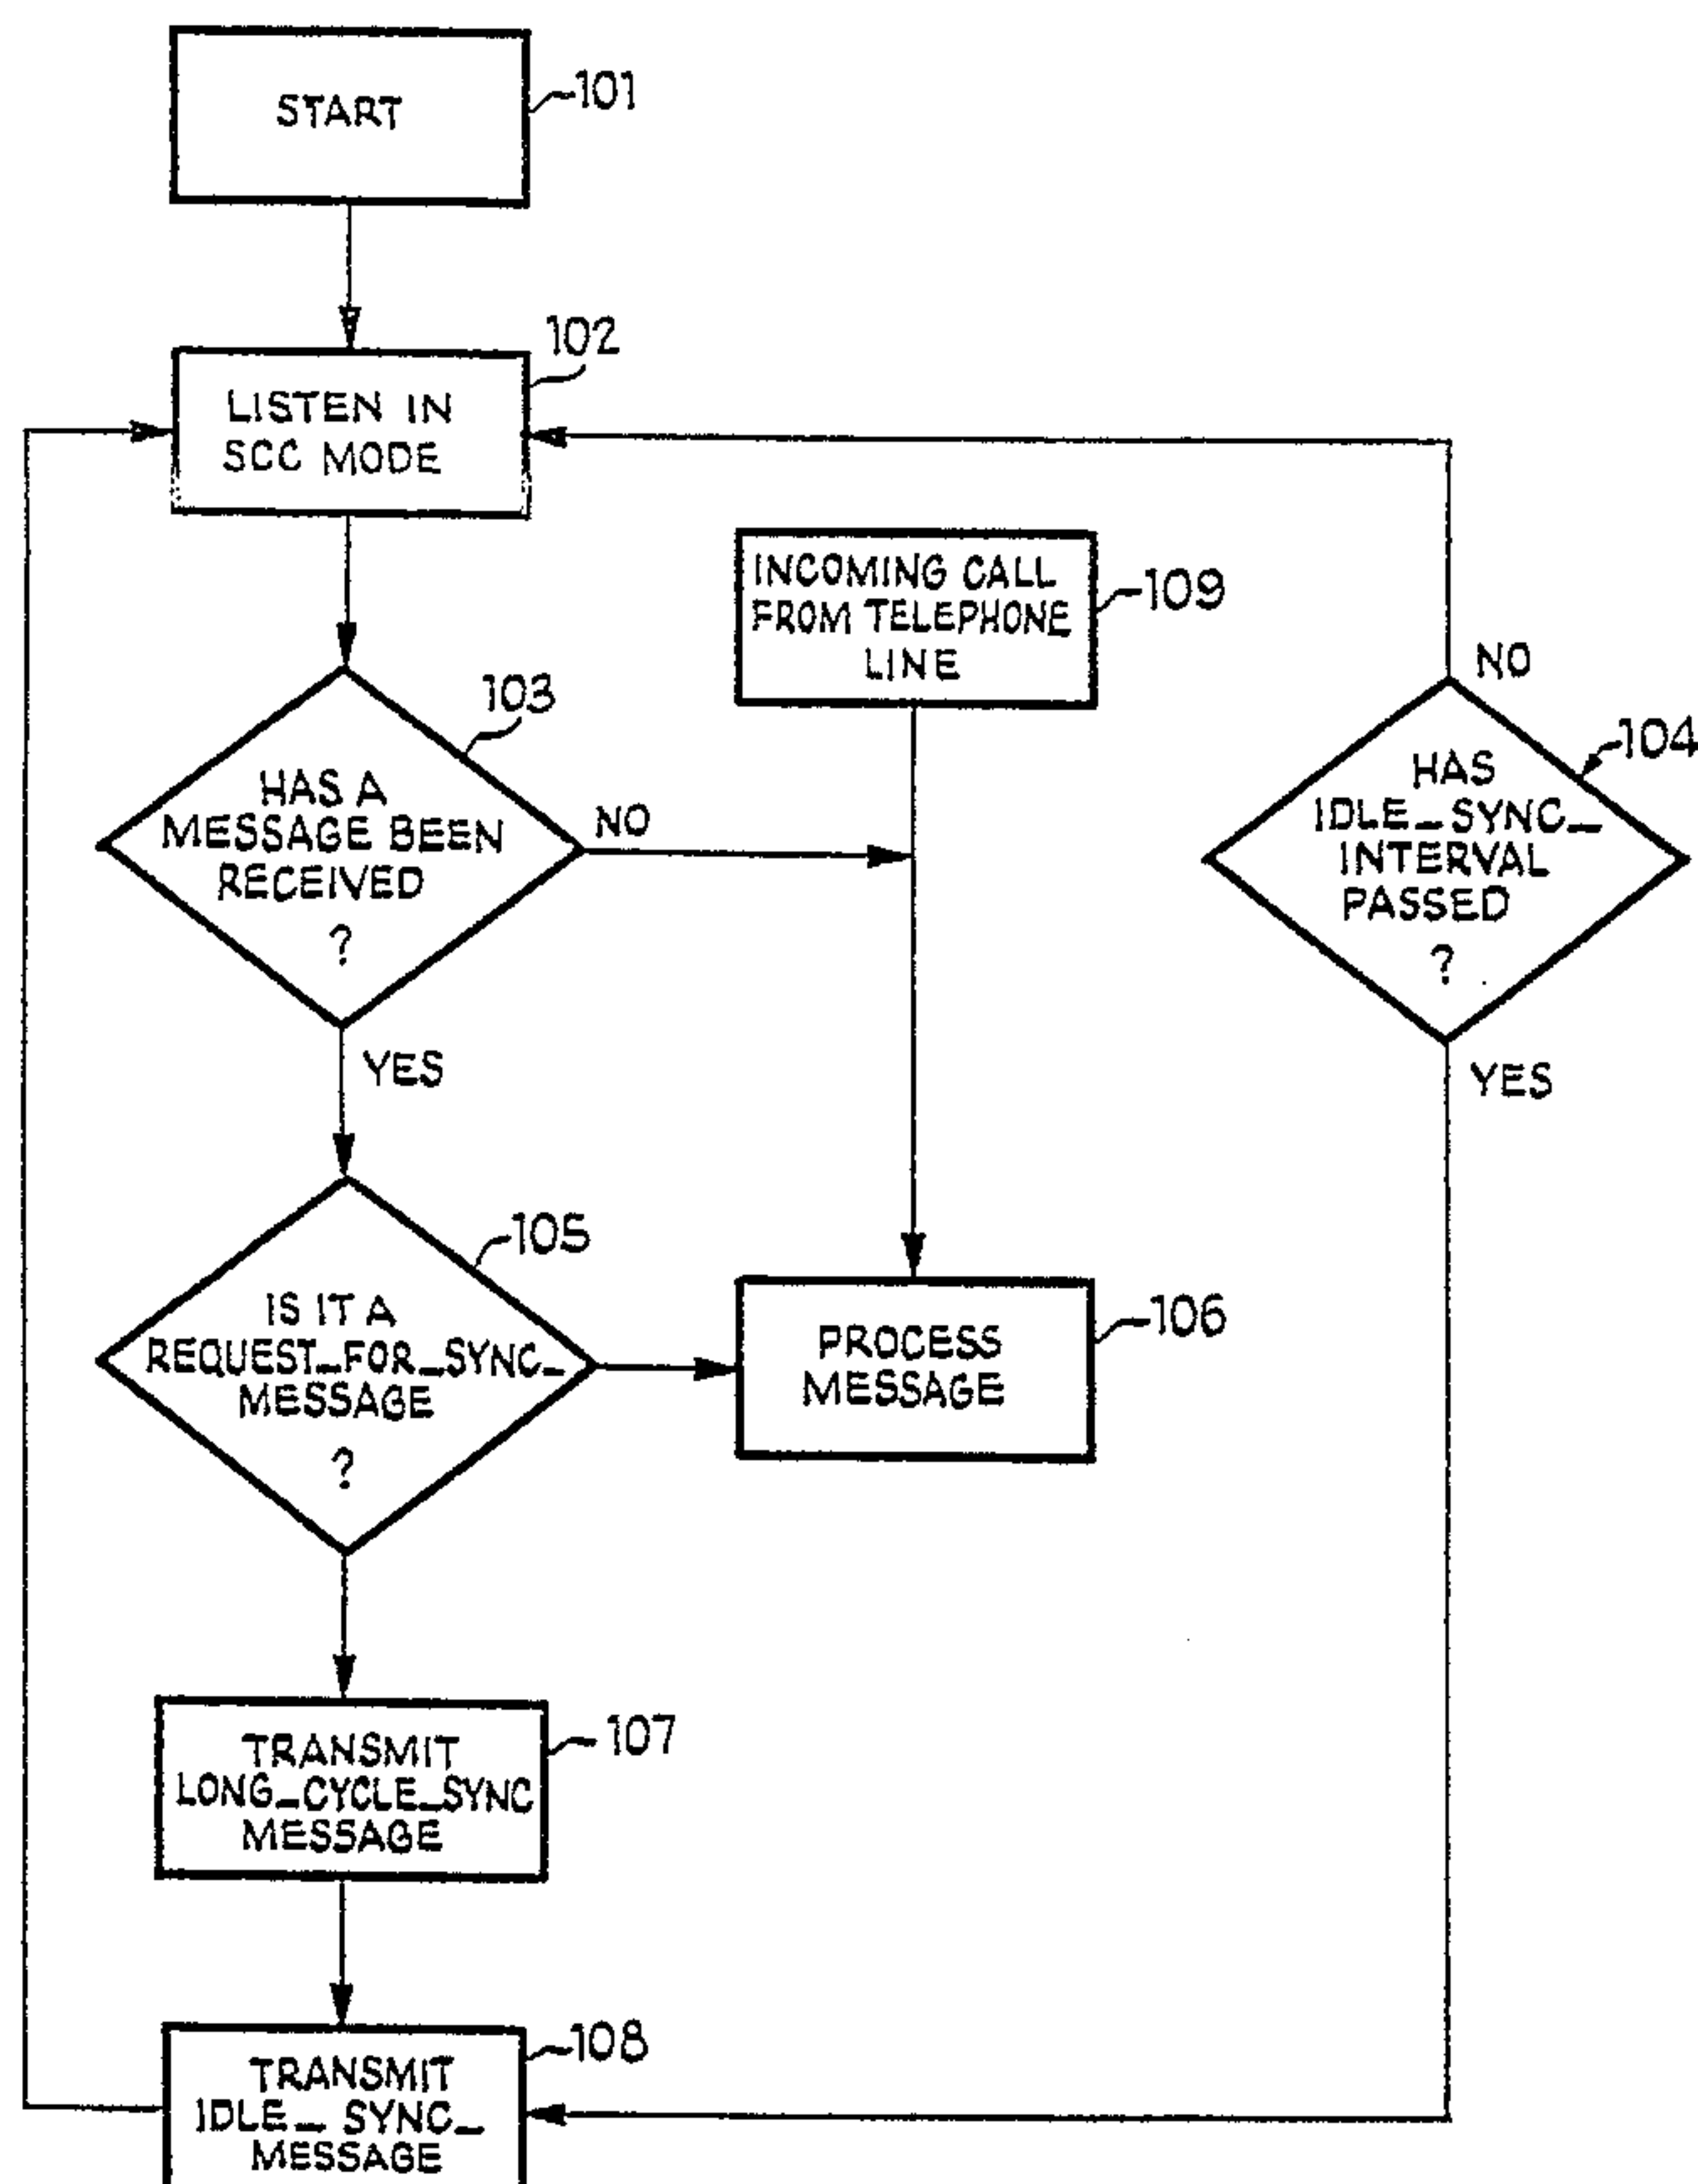 START
101
102
LISTEN IN
SCC MODE
INCOMING CALL
FROM TELEPHONE
LINE
109
NO
104
HAS
IDLE_SYNC_
INTERVAL
PASSED
?
YES
103
HAS A
MESSAGE BEEN
RECEIVED
?
NO
YES
105
IS IT A
REQUEST_FOR_SYNC_
MESSAGE
?
106
PROCESS
MESSAGE
107
TRANSMIT
LONG_CYCLE_SYNC
MESSAGE
108
TRANSMIT
IDLE_ SYNC_
MESSAGE